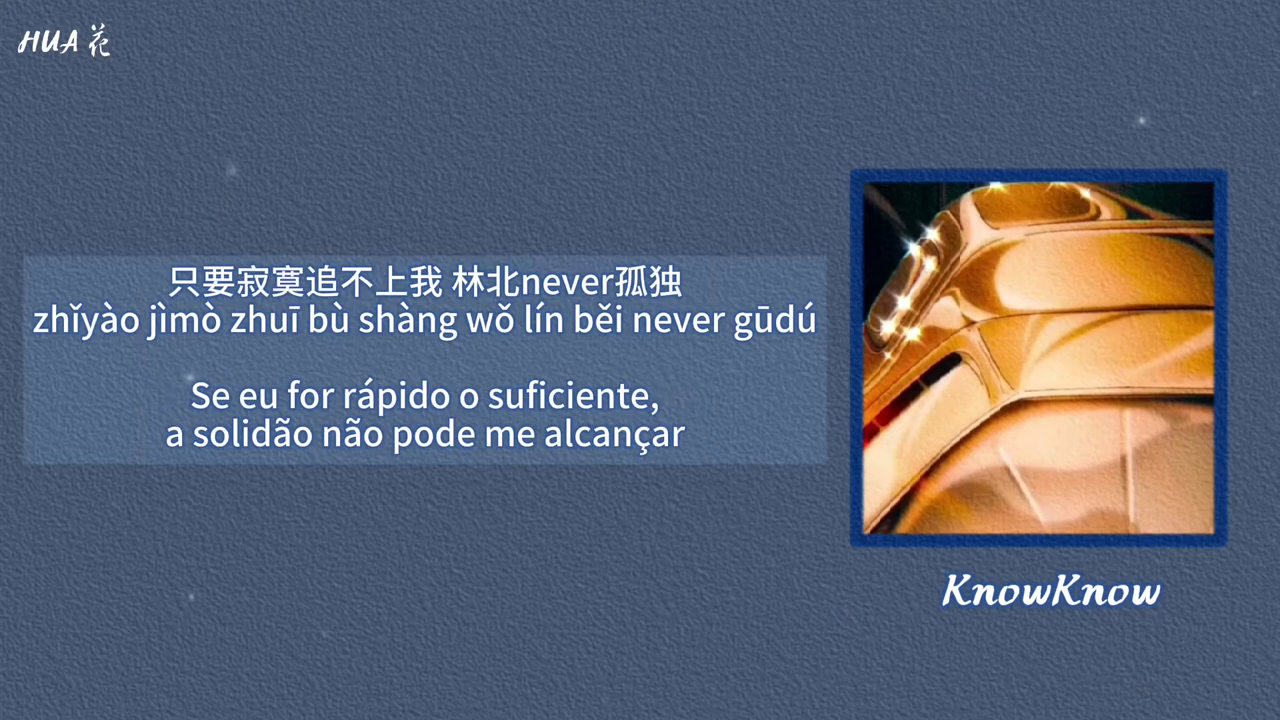 HUA 花
只要寂寞追不上我 林北never孤独
zhǐyào jìmò zhuī bù shàng wǒ lín běi never gūdú
Se eu for rápido o suficiente,
a solidão não pode me alcançar
KnowKnow